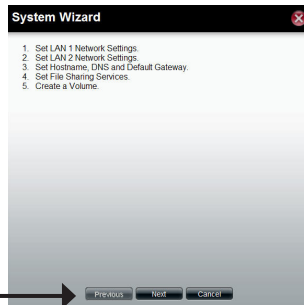 System Wizard
1. Set LAN 1 Network Settings.
2. Set LAN 2 Network Settings.
3. Set Hostname, DNS and Default Gateway.
4. Set File Sharing Services.
5. Create a Volume.
Previous Next Cancel